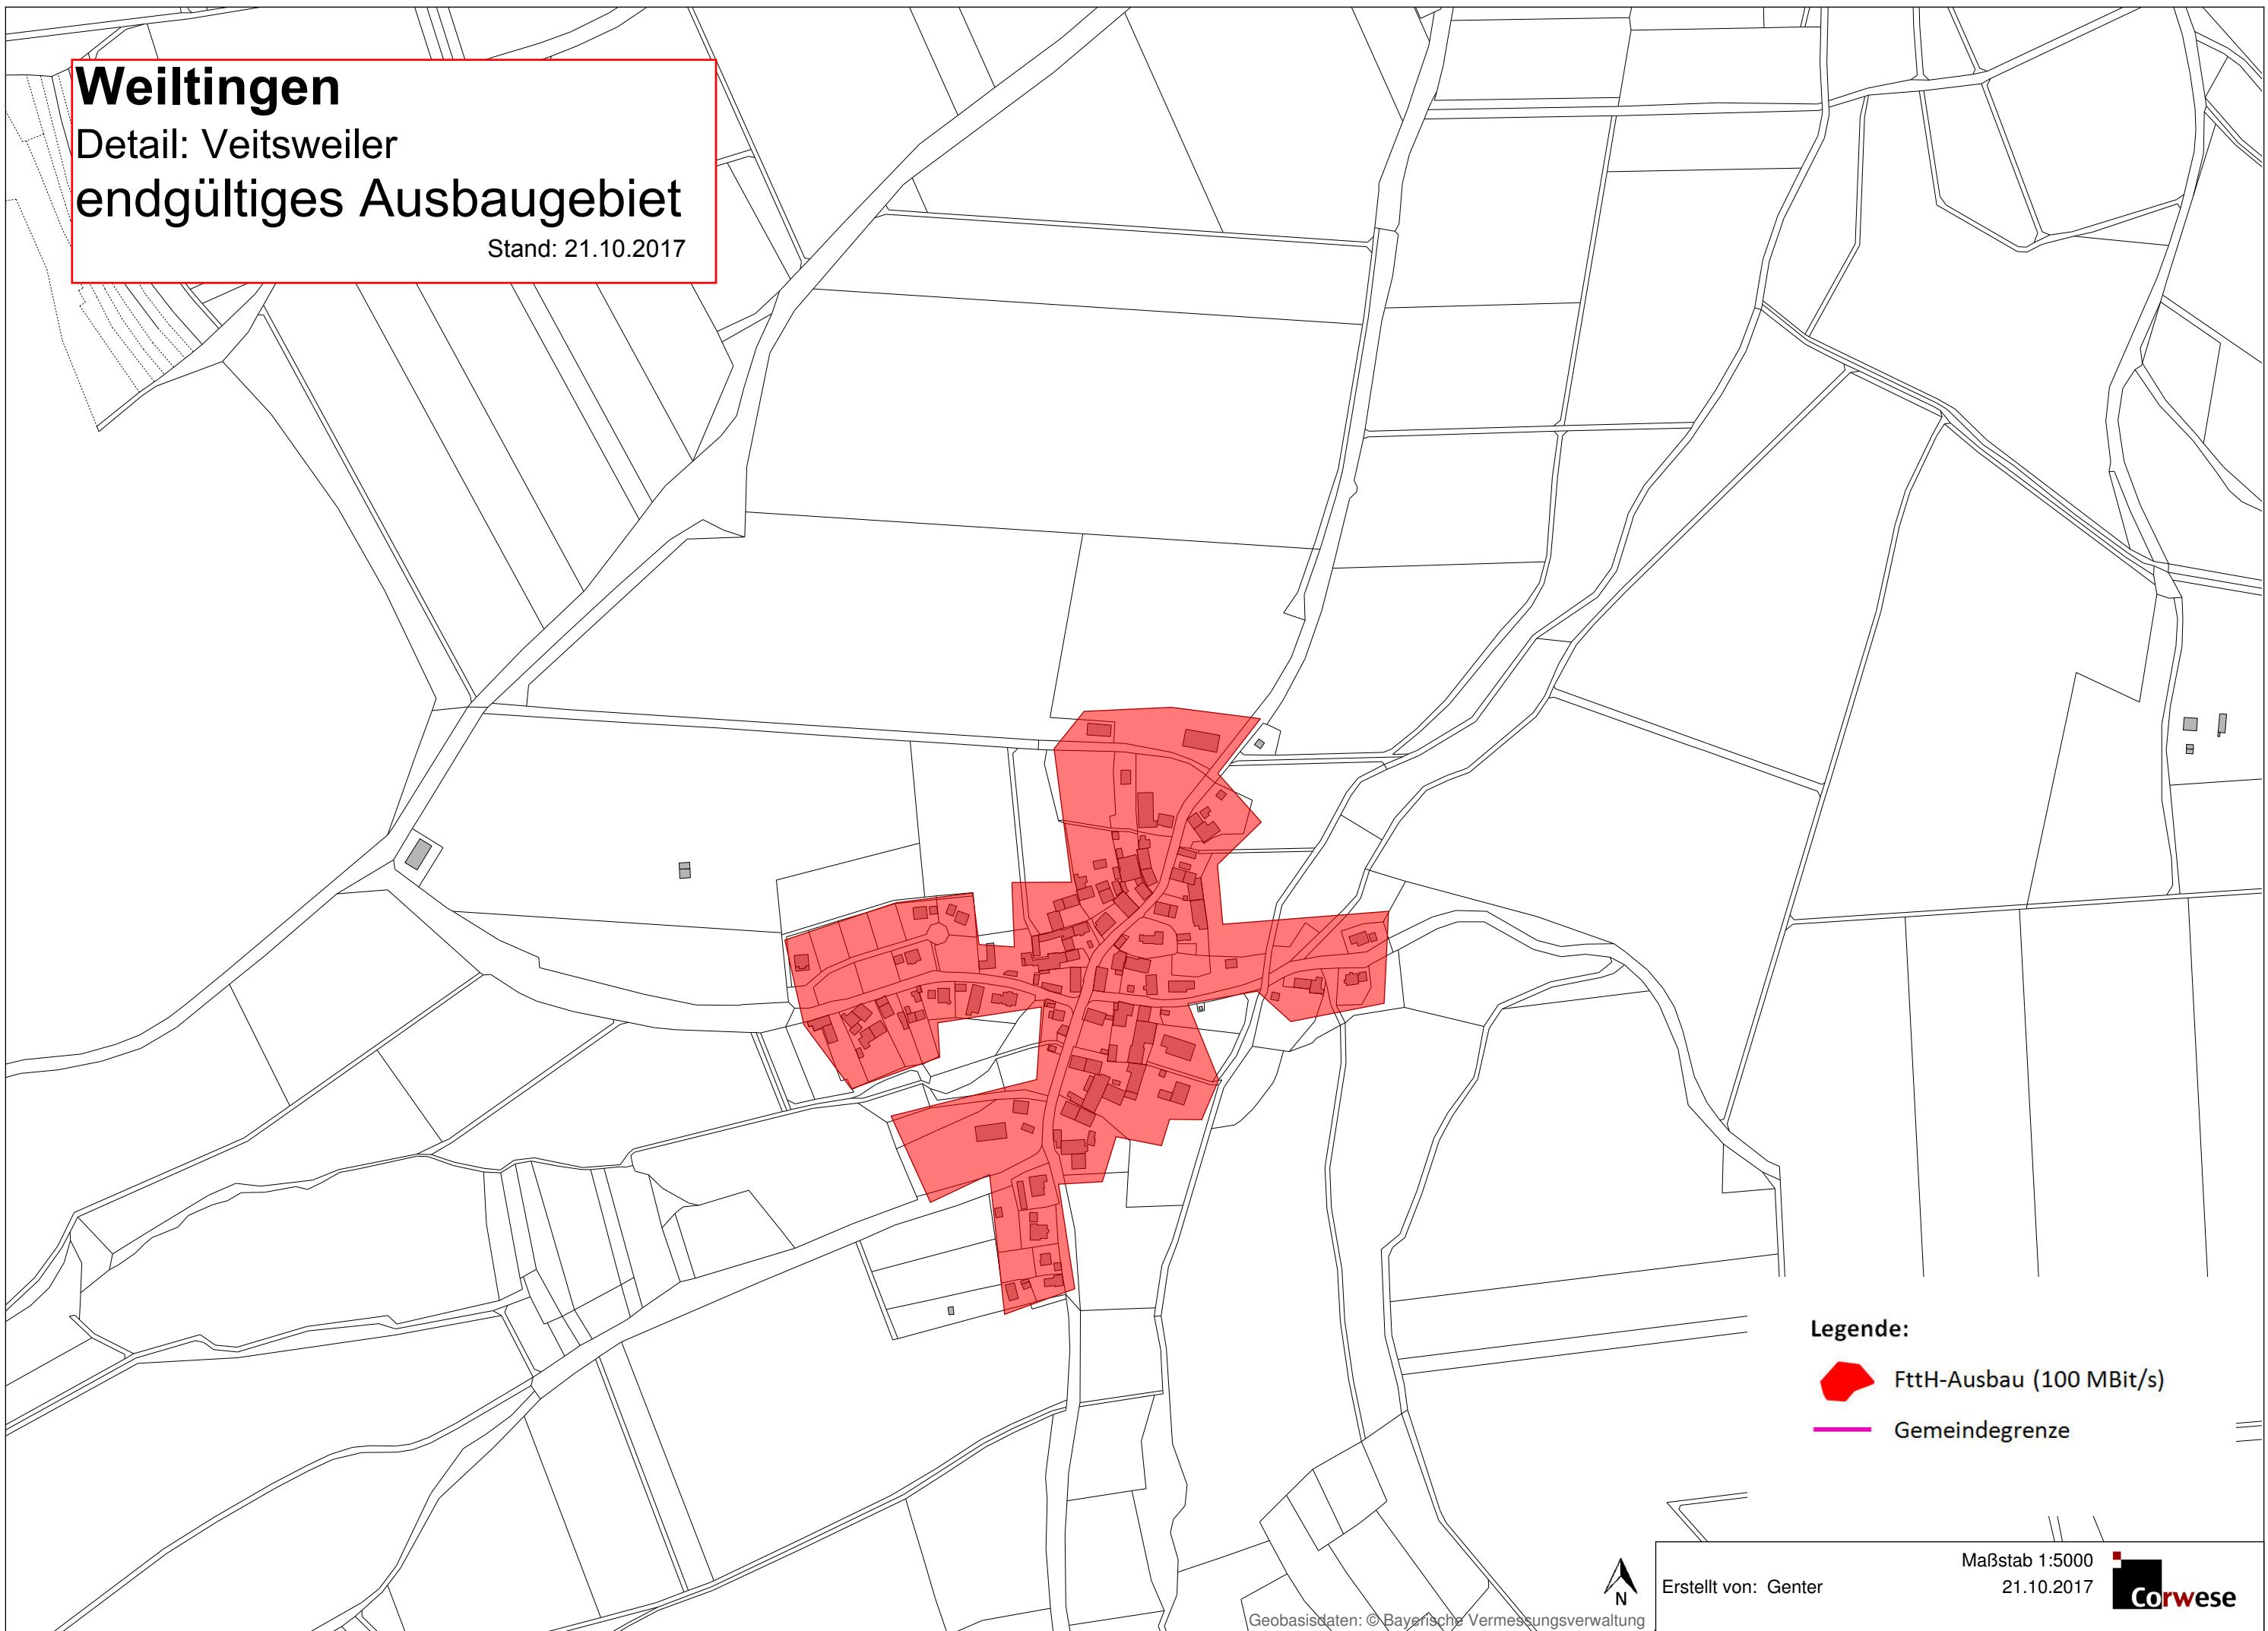 Weiltingen
Detail: Veitsweiler
endgültiges Ausbaugebiet
Stand: 21.10.2017
Legende:
FttH-Ausbau (100 MBit/s)
Gemeindegrenze
N
Geobasisdaten: © Bayerische Vermessungsverwaltung
Erstellt von: Genter
Maßstab 1:5000
21.10.2017
Corwese